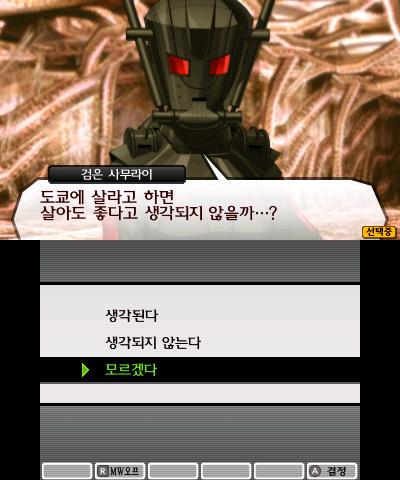 검은 사무라이
도쿄에 살라고 하면
살아도 좋다고 생각되지 않을까…?
선택중
생각된다
생각되지 않는다
모르겠다
R MW오프
A 결정